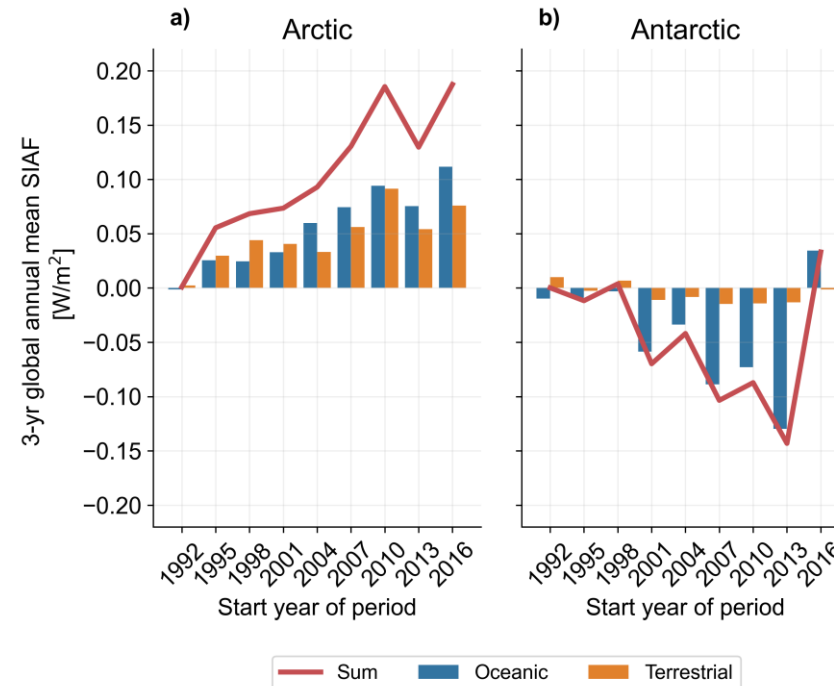 a)
Arctic
b)
Antarctic
3-yr global annual mean SIAF
[W/m²]
0.20
0.15
0.10
0.05
0.00
−0.05
−0.10
−0.15
−0.20
1992
1995
1998
2001
2004
2007
2010
2013
2016
1992
1995
1998
2001
2004
2007
2010
2013
2016
Start year of period
Start year of period
Sum
Oceanic
Terrestrial